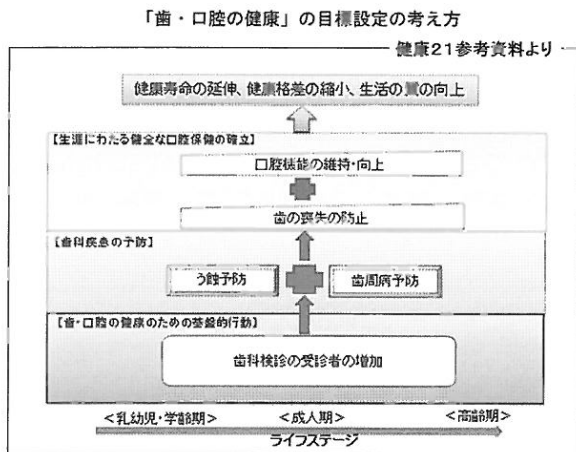 「歯・口腔の健康」の目標設定の考え方
健康21参考資料より
健康寿命の延伸、健康格差の縮小、生活の質の向上
【生涯にわたる健全な口腔保健の確立】
口腔機能の維持・向上
歯の喪失の防止
【歯科疾患の予防】
う蝕予防
歯周病予防
【歯・口腔の健康のための基盤的行動】
歯科検診の受診者の増加
＜乳幼児・学齢期＞
＜成人期＞
＜高齢期＞
ライフステージ